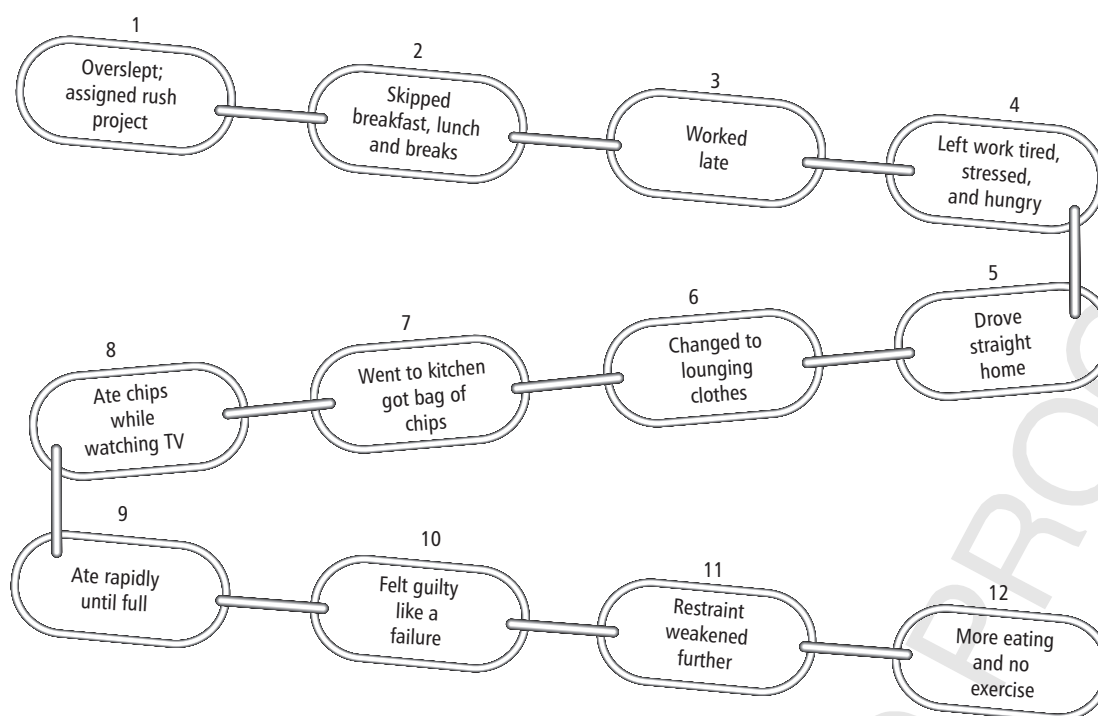 1
Overslept;
assigned rush
project
2
Skipped
breakfast, lunch
and breaks
3
Worked
late
4
Left work tired,
stressed,
and hungry
5
Drove
straight
home
6
Changed to
lounging
clothes
7
Went to kitchen
got bag of
chips
8
Ate chips
while
watching TV
9
Ate rapidly
until full
10
Felt guilty
like a
failure
11
Restraint
weakened
further
12
More eating
and no
exercise
PROO